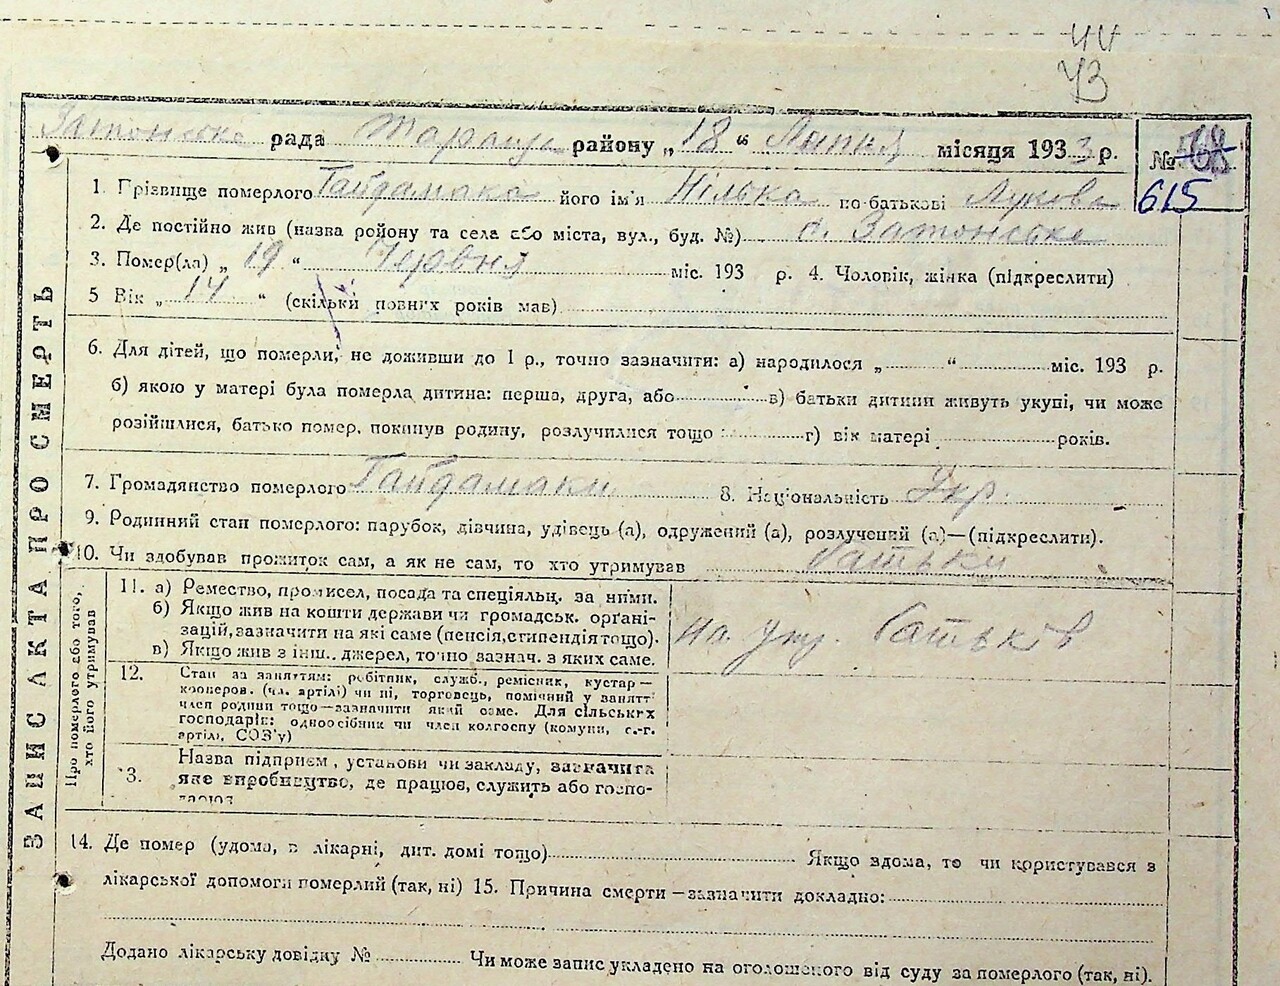 44
43
Затонське рада Таращ. району „18“ Липня місяця 1933 р.
№ 568
615
1. Грізвище померлого Гайдамака його ім'я по-батькові Лукова
2. Де постійно жив (назва району та села або міста, вул., буд. №) с. Затонське
3. Помер(ла) „19“ Червня міс. 193 р. 4. Чоловік, жінка (підкреслити)
5 Вік „14“ (скільки повних років мав)
6. Для дітей, що померли, не доживши до 1 р., точно зазначити: а) народилося „ “ міс. 193 р.
б) якою у матері була померла дитина: перша, друга, або в) батьки дитини живуть укупі, чи може
розійшлися, батько помер, покинув родину, розлучилися тощо г) вік матері років.
7. Громадянство померлого Гайдамаки 8. Національність Укр.
9. Родинний стан померлого: парубок, дівчина, удівець (а), одружений (а), розлучений (а)—(підкреслити).
10. Чи здобував прожиток сам, а як не сам, то хто утримував батьки
11. а) Ремество, промисел, посада та спеціяльн. за ними.
б) Якщо жив на кошти держави чи громадськ. орґані-
зацій, зазначити на які саме (пенсія, стипендія тощо).
в) Якщо жив з інш.. джерел, точно зазнач. з яких саме.
на утр. батьків
12. Стан за заняттям: робітник, служб., ремісник, кустар—
кооперов. (чл. артілі) чи ні, торговець, помічний у занятт
член родини тощо—зазначити який саме. Для сільських
господарів: одноосібник чи член колгоспу (комуни, с.-г.
артілі, СОЗ'у)
3. Назва підприєм, установи чи закладу, зазначити
яке виробництво, де працює, служить або госпо-
дарює
14. Де помер (удома, в лікарні, дит. домі тощо) Якщо вдома, то чи користувався з
лікарської допомоги померлий (так, ні) 15. Причина смерти—зазначити докладно:
Додано лікарську довідку № Чи може запис укладено на оголошеного від суду за померлого (так, ні).
ЗАПИС АКТА ПРО СМЕРТЬ
Про померлого або того,
хто його утримував